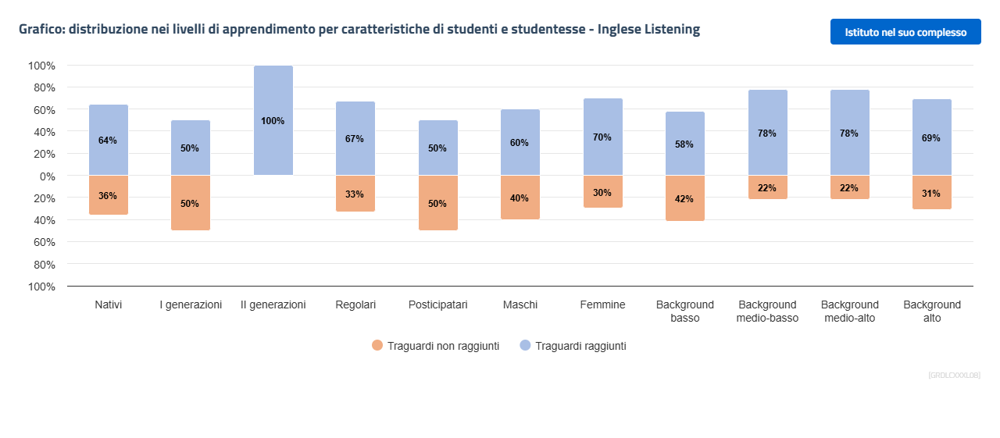 Grafico: distribuzione nei livelli di apprendimento per caratteristiche di studenti e studentesse - Inglese Listening
Istituto nel suo complesso
100%
80%
60%
40%
20%
0%
20%
40%
60%
80%
100%
64% 50% 100% 67% 50% 60% 70% 58% 78% 78% 69%
36% 50% 33% 50% 40% 30% 42% 22% 22% 31%
Nativi I generazioni II generazioni Regolari Posticipatari Maschi Femmine Background basso Background medio-basso Background medio-alto Background alto
Traguardi non raggiunti Traguardi raggiunti